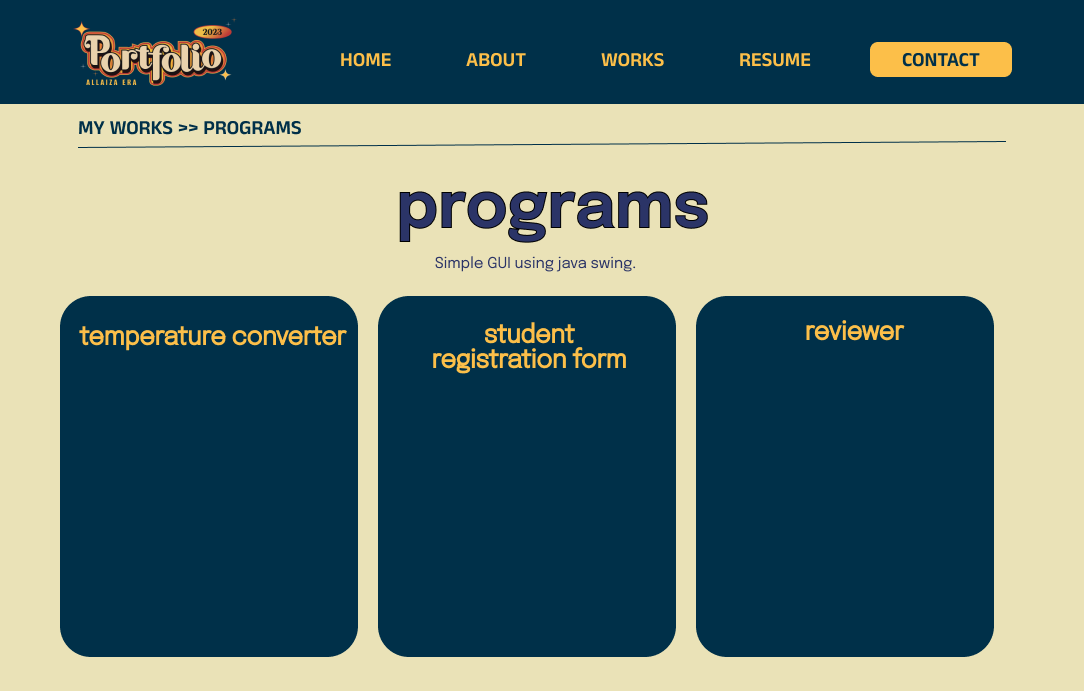 Portfolio
2023
ALLAIZA ERA
HOME
ABOUT
WORKS
RESUME
CONTACT
MY WORKS >> PROGRAMS
programs
Simple GUI using java swing.
temperature converter
student
registration form
reviewer